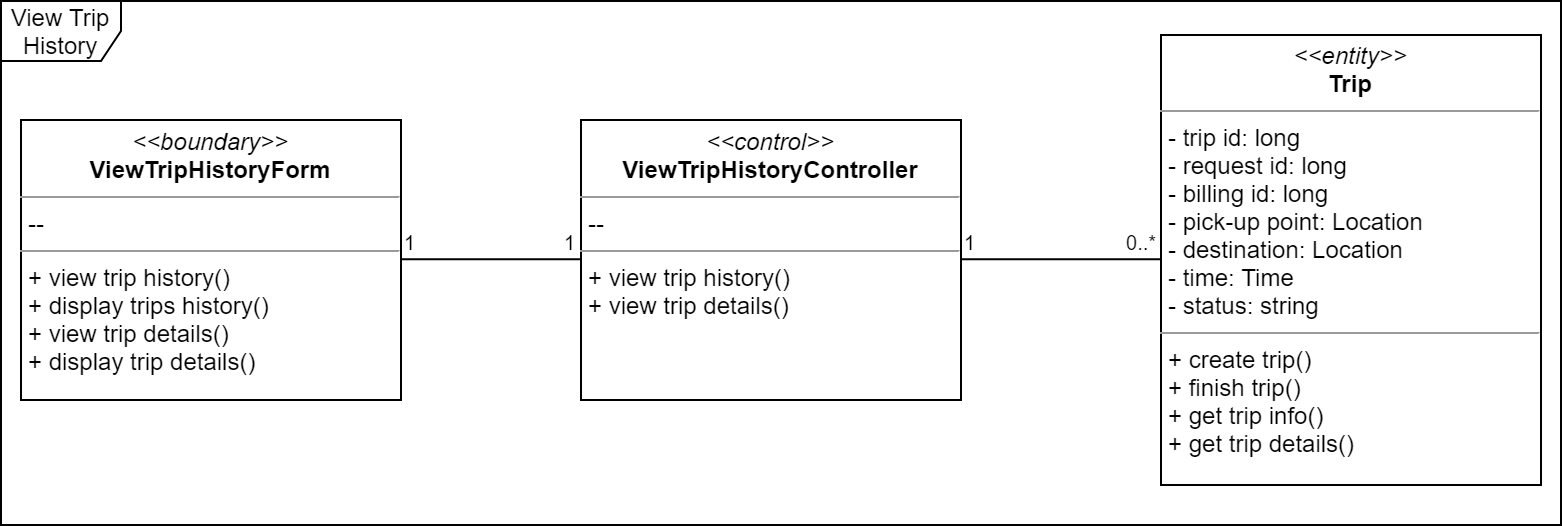 View Trip
History
<<boundary>>
ViewTripHistoryForm
--
+ view trip history()
+ display trips history()
+ view trip details()
+ display trip details()
1
1
<<control>>
ViewTripHistoryController
--
+ view trip history()
+ view trip details()
1
0..*
<<entity>>
Trip
- trip id: long
- request id: long
- billing id: long
- pick-up point: Location
- destination: Location
- time: Time
- status: string
+ create trip()
+ finish trip()
+ get trip info()
+ get trip details()